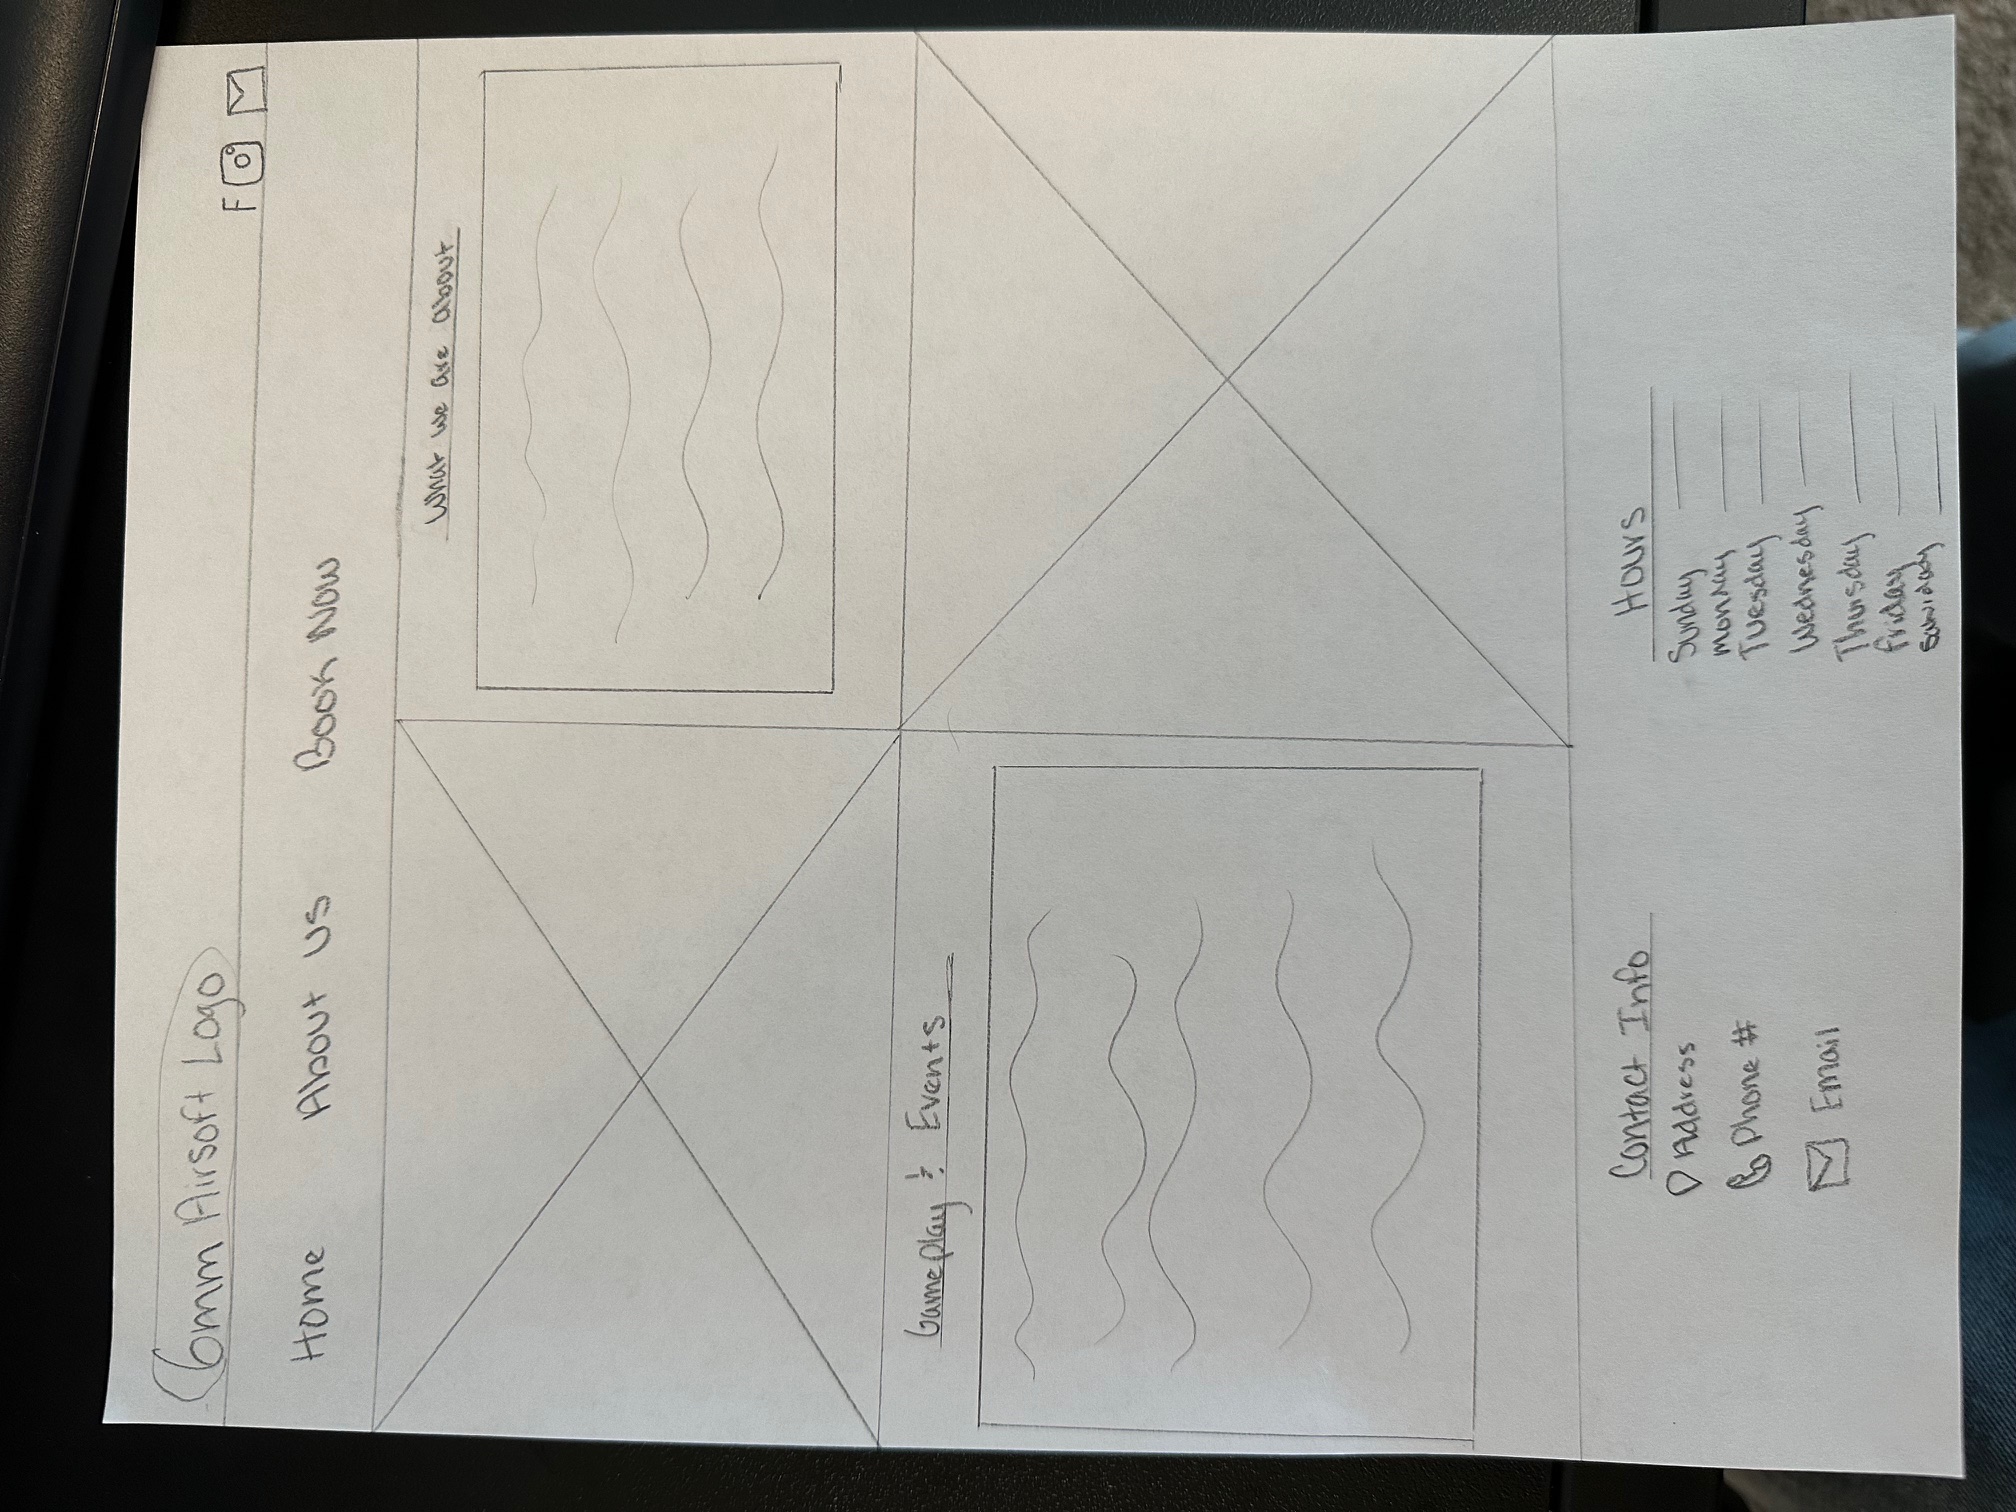 6mm Airsoft Logo
F
Home About Us Book Now
What we are about
Gameplay & Events
Contact Info
Address
Phone #
Email
Hours
Sunday
Monday
Tuesday
Wednesday
Thursday
Friday